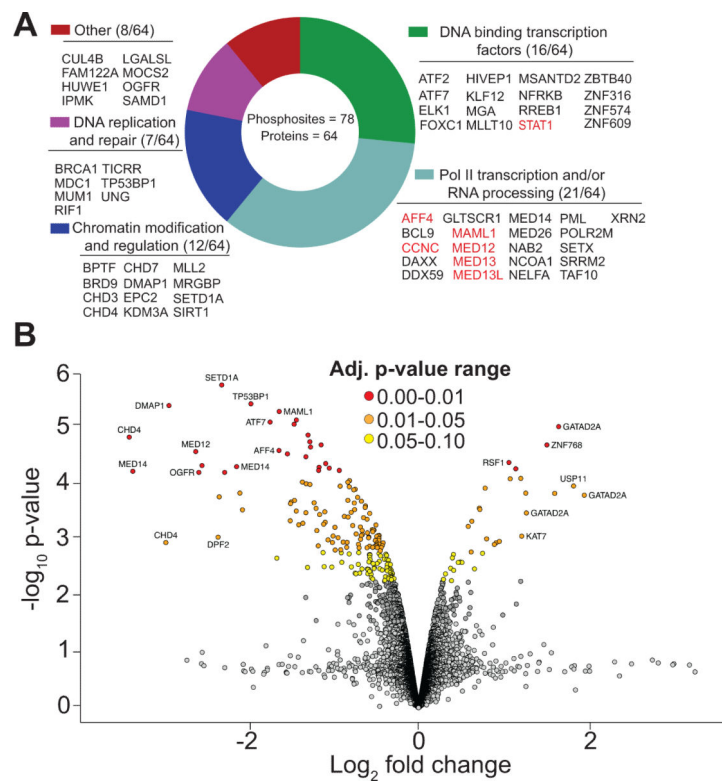 A
Other (8/64)
CUL4B LGALSL
FAM122A MOCS2
HUWE1 OGFR
IPMK SAMD1
DNA replication
and repair (7/64)
BRCA1 TICRR
MDC1 TP53BP1
MUM1 UNG
RIF1
Chromatin modification
and regulation (12/64)
BPTF CHD7 MLL2
BRD9 DMAP1 MRGBP
CHD3 EPC2 SETD1A
CHD4 KDM3A SIRT1
Phosphosites = 78
Proteins = 64
DNA binding transcription
factors (16/64)
ATF2 HIVEP1 MSANTD2 ZBTB40
ATF7 KLF12 NFRKB ZNF316
ELK1 MGA RREB1 ZNF574
FOXC1 MLLT10 STAT1 ZNF609
Pol II transcription and/or
RNA processing (21/64)
AFF4 GLTSCR1 MED14 PML XRN2
BCL9 MAML1 MED26 POLR2M
CCNC MED12 NAB2 SETX
DAXX MED13 NCOA1 SRRM2
DDX59 MED13L NELFA TAF10
B
Adj. p-value range
0.00-0.01
0.01-0.05
0.05-0.10
SETD1A
DMAP1
TP53BP1
MAML1
ATF7
CHD4
MED12
AFF4
MED14
OGFR
MED14
CHD4
DPF2
GATAD2A
ZNF768
RSF1
USP11
GATAD2A
GATAD2A
KAT7
6
5
4
3
2
1
0
-log10 p-value
-2 0 2
Log2 fold change